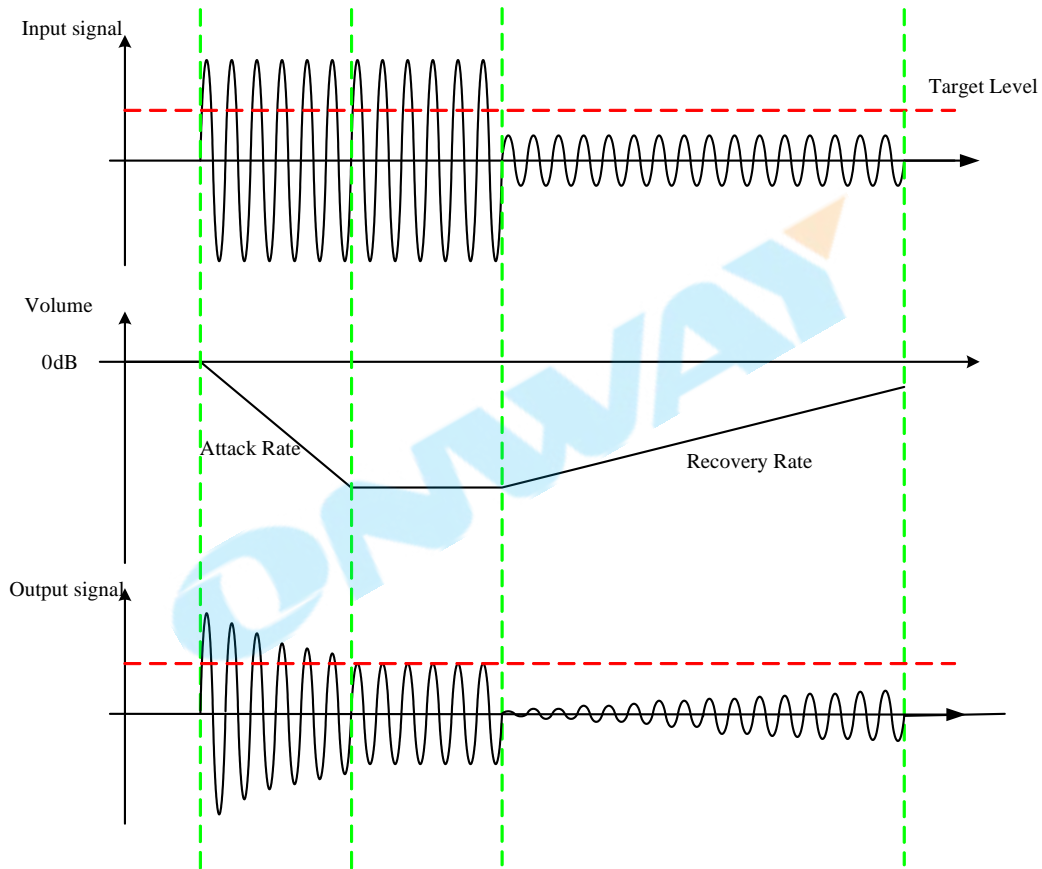 Input signal
Target Level
Volume
0dB
Attack Rate
Recovery Rate
Output signal
ONWAY